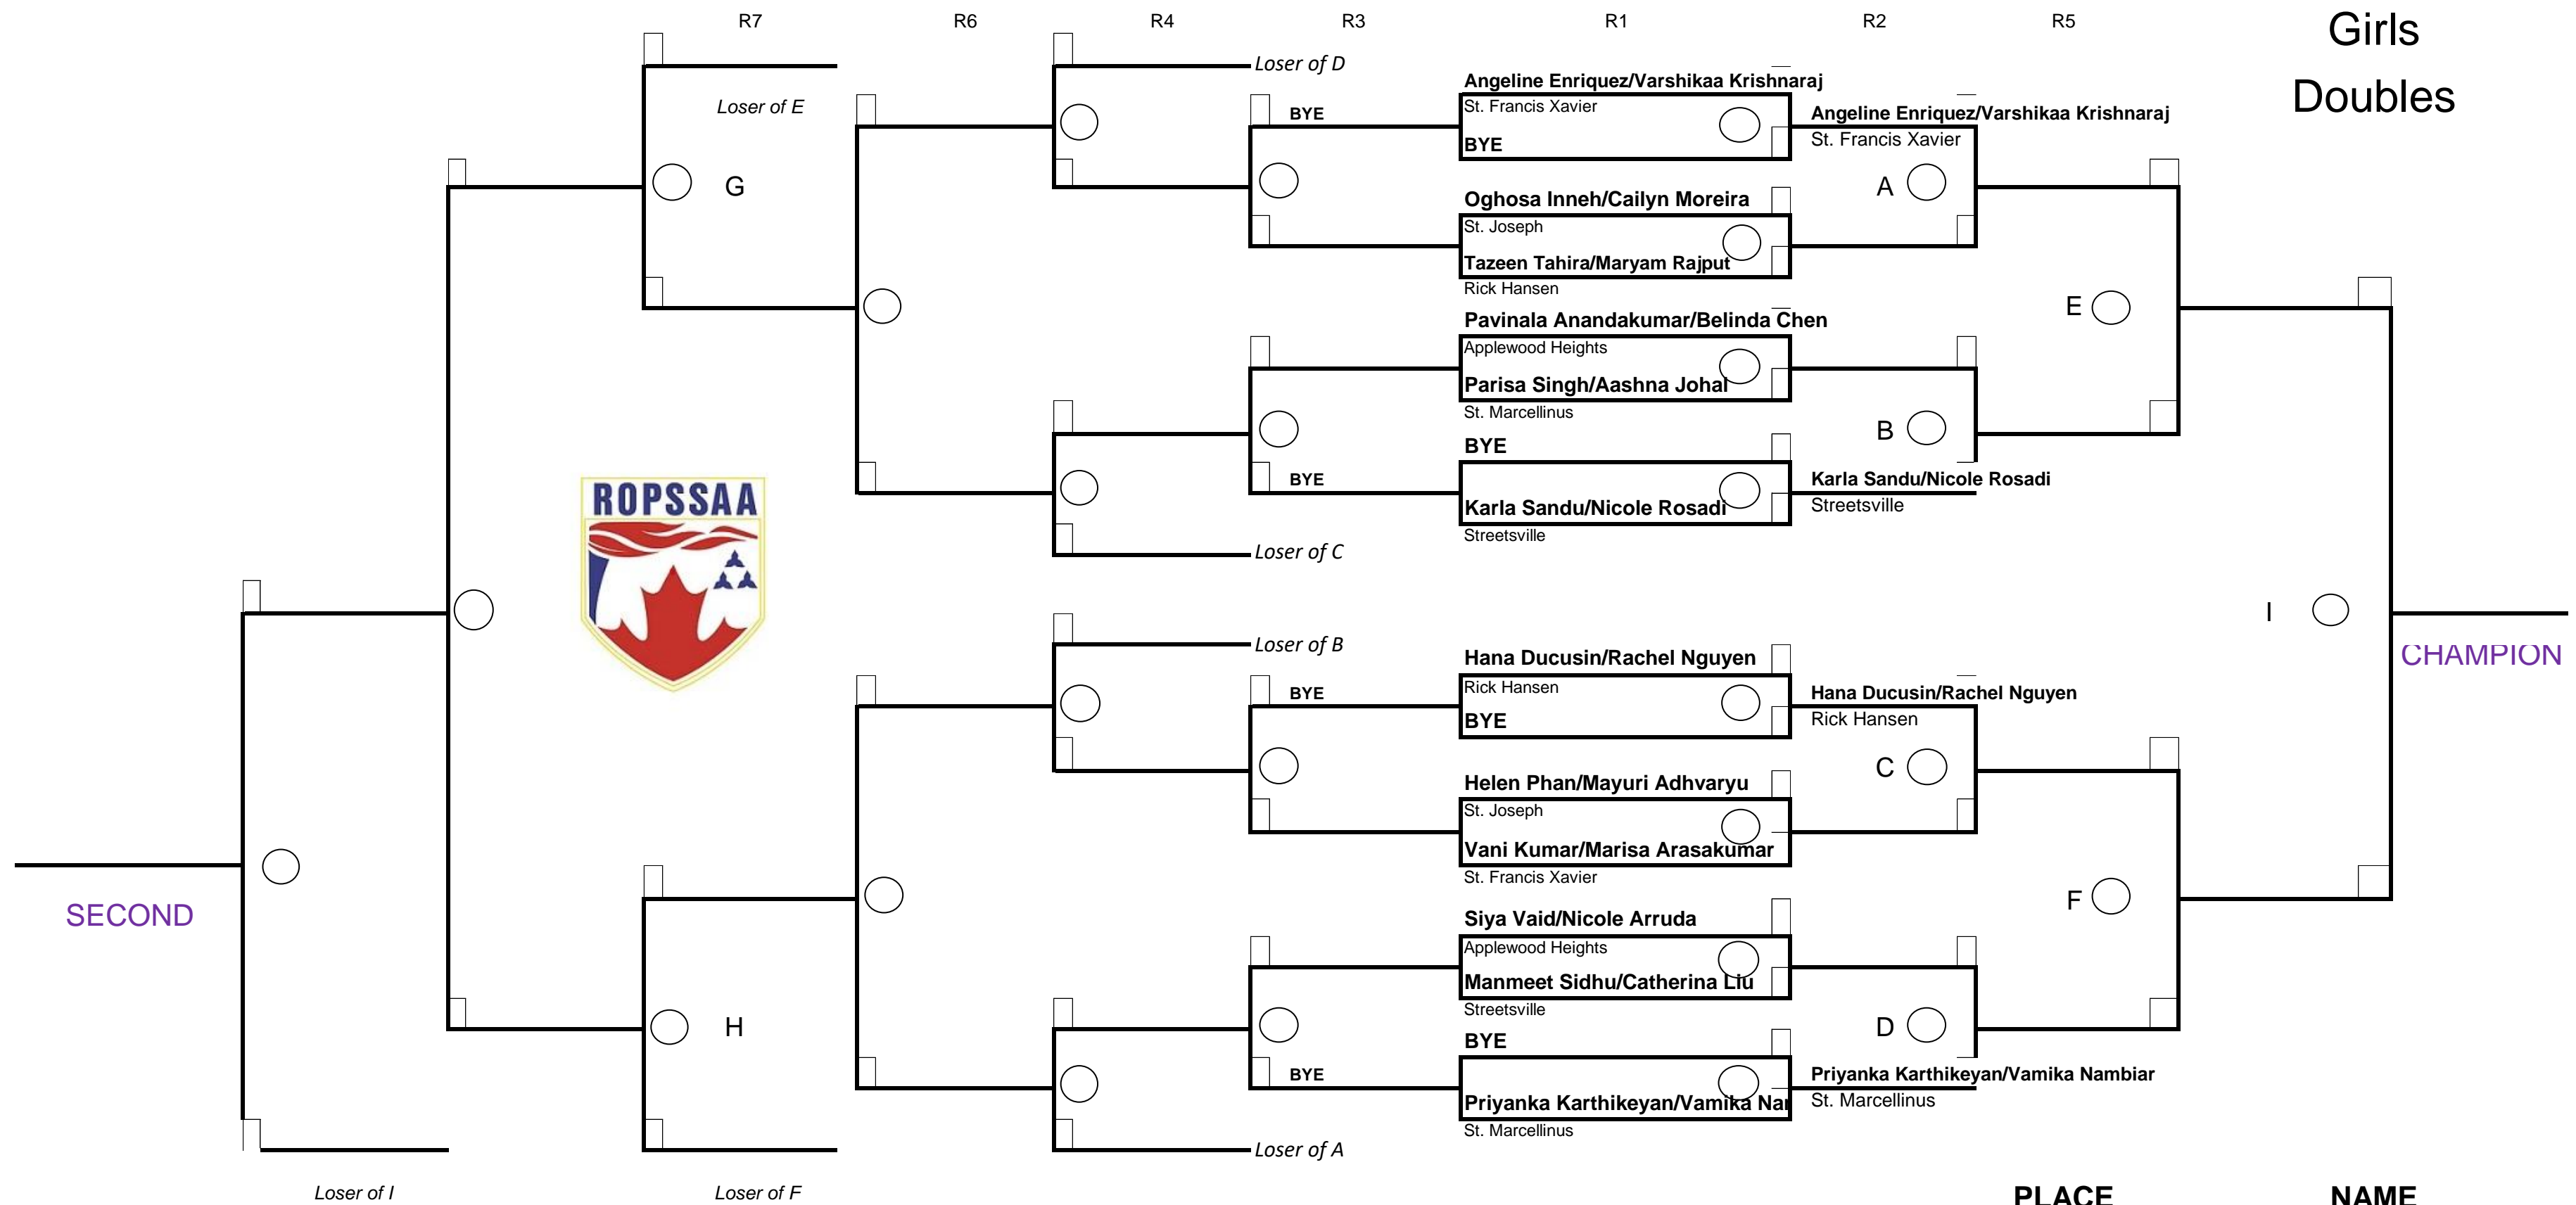 R7
R6
R4
R3
R1
R2
R5
Girls
Doubles
Loser of D
Loser of E
G
BYE
Angeline Enriquez/Varshikaa Krishnaraj
St. Francis Xavier
BYE
Angeline Enriquez/Varshikaa Krishnaraj
St. Francis Xavier
A
Oghosa Inneh/Cailyn Moreira
St. Joseph
Tazeen Tahira/Maryam Rajput
Rick Hansen
E
Pavinala Anandakumar/Belinda Chen
Applewood Heights
Parisa Singh/Aashna Johal
St. Marcellinus
B
BYE
BYE
Karla Sandu/Nicole Rosadi
Streetsville
Karla Sandu/Nicole Rosadi
Streetsville
ROPSSAA
Loser of C
I
CHAMPION
Loser of B
BYE
Hana Ducusin/Rachel Nguyen
Rick Hansen
BYE
Hana Ducusin/Rachel Nguyen
Rick Hansen
C
Helen Phan/Mayuri Adhvaryu
St. Joseph
Vani Kumar/Marisa Arasakumar
St. Francis Xavier
F
SECOND
Siya Vaid/Nicole Arruda
Applewood Heights
Manmeet Sidhu/Catherina Liu
Streetsville
H
D
BYE
BYE
Priyanka Karthikeyan/Vamika Nar
St. Marcellinus
Priyanka Karthikeyan/Vamika Nambiar
St. Marcellinus
Loser of A
Loser of I
Loser of F
PLACE
NAME